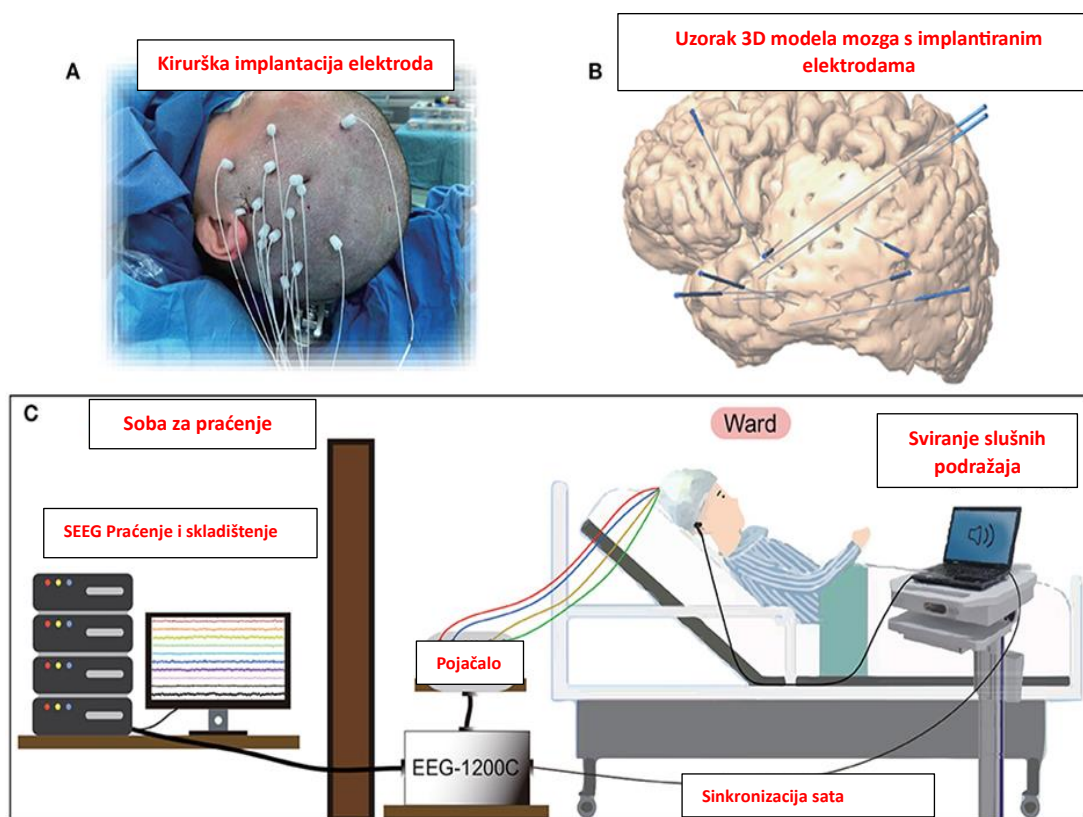 A
Kirurška implantacija elektroda
B
Uzorak 3D modela mozga s implantiranim
elektrodama
C
Soba za praćenje
Ward
Sviranje slušnih
podražaja
SEEG Praćenje i skladištenje
Pojačalo
EEG-1200C
Sinkronizacija sata